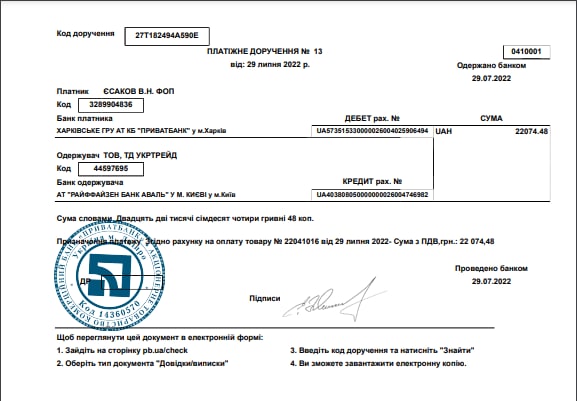 Код доручення 27T182494A590E
ПЛАТІЖНЕ ДОРУЧЕННЯ № 13 0410001
від: 29 липня 2022 р. Одержано банком
29.07.2022
Платник ЄСАКОВ В.Н. ФОП
Код 3289904836
Банк платника ДЕБЕТ рах. № СУМА
ХАРКІВСЬКЕ ГРУ АТ КБ "ПРИВАТБАНК" у м.Харків UA573515330000026004025906494 UAH 22074.48
Одержувач ТОВ, ТД УКРТРЕЙД
Код 44597695
Банк одержувача КРЕДИТ рах. №
АТ "РАЙФФАЙЗЕН БАНК АВАЛЬ" У М. КИЄВІ у м.Київ UA403808050000000026004746982
Сума словами Двадцять дві тисячі сімдесят чотири гривні 48 коп.
Призначення платежу Згідно рахунку на оплату товару № 22041016 від 29 липня 2022- Сума з ПДВ,грн.: 22 074,48
Проведено банком
ДР 29.07.2022
Підписи
Код 14360570
Щоб переглянути цей документ в електронній формі:
1. Зайдіть на сторінку pb.ua/check 3. Введіть код доручення та натисніть "Знайти"
2. Оберіть тип документа "Довідки/виписки" 4. Ви зможете завантажити електронну копію.